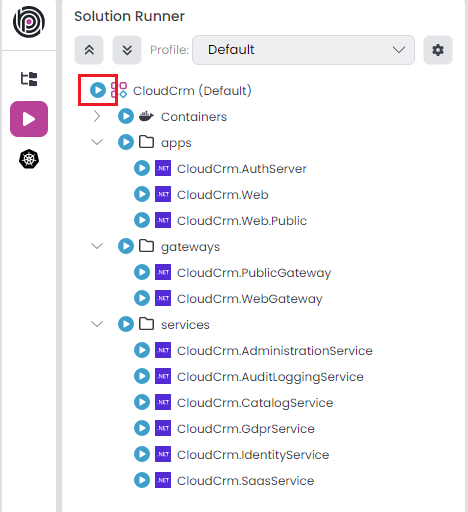 Solution Runner
Profile: Default
CloudCrm (Default)
Containers
apps
.NET CloudCrm.AuthServer
.NET CloudCrm.Web
.NET CloudCrm.Web.Public
gateways
.NET CloudCrm.PublicGateway
.NET CloudCrm.WebGateway
services
.NET CloudCrm.AdministrationService
.NET CloudCrm.AuditLoggingService
.NET CloudCrm.CatalogService
.NET CloudCrm.GdprService
.NET CloudCrm.IdentityService
.NET CloudCrm.SaasService